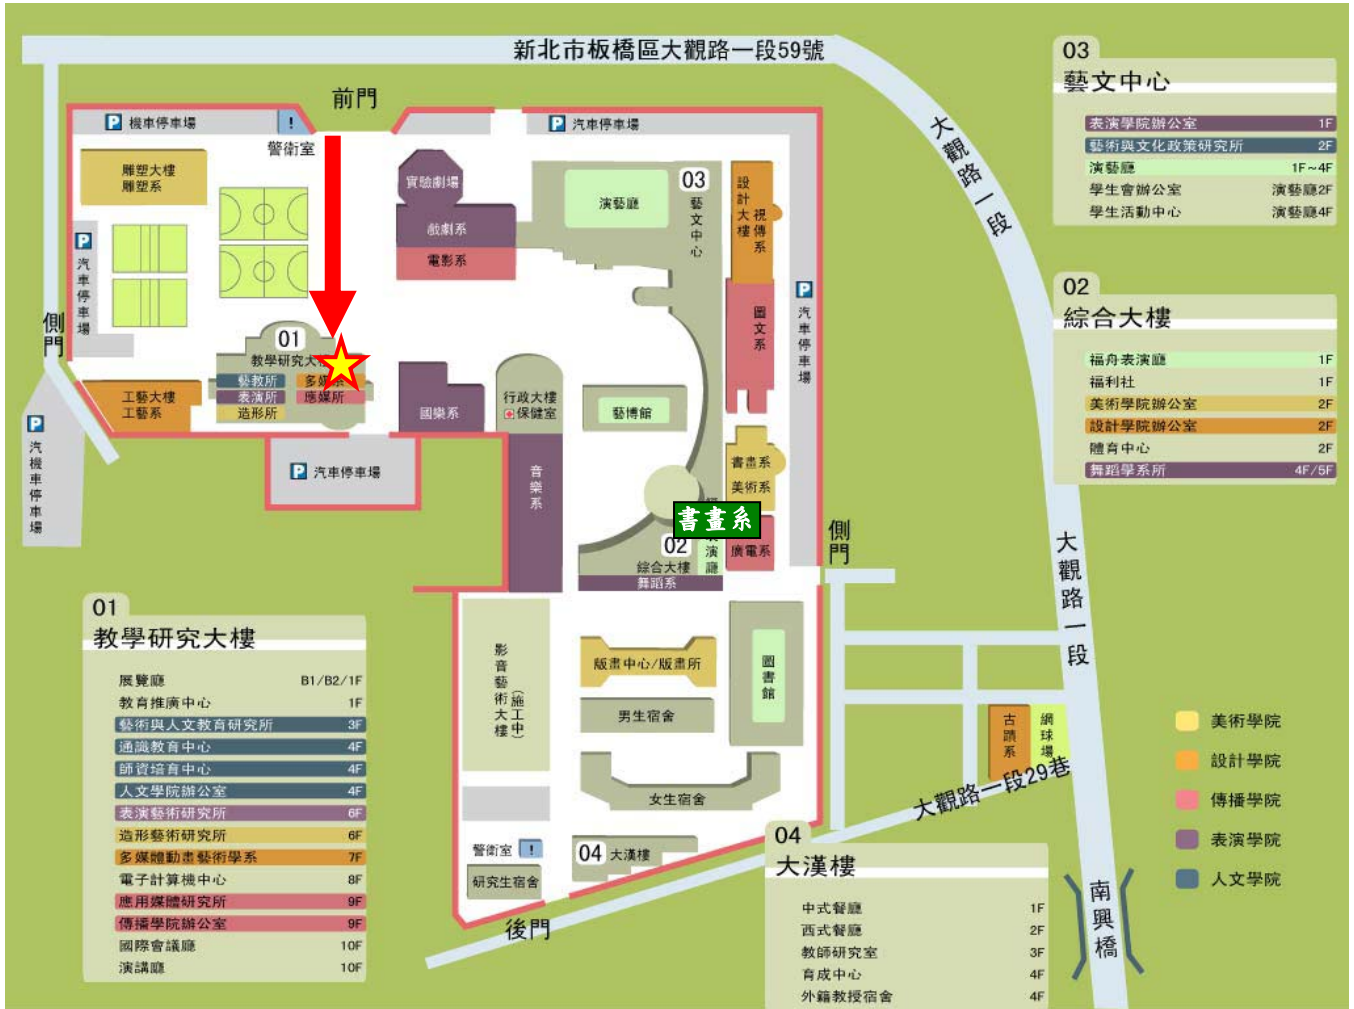 新北市板橋區大觀路一段59號
前門
P 機車停車場
!
警衛室
P 汽車停車場
雕塑大樓
雕塑系
實驗劇場
戲劇系
電影系
演藝廳
03
藝文中心
設計大樓
視傳系
圖文系
P 汽車停車場
P 汽車停車場
側門
01
教學研究大
藝教所
多媒系
表演所
應媒所
造形所
工藝大樓
工藝系
P 汽機車停車場
P 汽車停車場
國樂系
行政大樓
保健室
音樂系
藝博館
書畫系
美術系
書畫系
廣電系
演廳
02
綜合大樓
舞蹈系
側門
影音藝術大樓
(施工中)
版畫中心/版畫所
男生宿舍
女生宿舍
圖書館
警衛室 !
研究生宿舍
04 大漢樓
後門
古蹟系
網球場
大觀路一段29巷
大觀路一段
大觀路一段
南興橋
01
教學研究大樓
展覽廳 B1/B2/1F
教育推廣中心 1F
藝術與人文教育研究所 3F
通識教育中心 4F
師資培育中心 4F
人文學院辦公室 4F
表演藝術研究所 6F
造形藝術研究所 6F
多媒體動畫藝術學系 7F
電子計算機中心 8F
應用媒體研究所 9F
傳播學院辦公室 9F
國際會議廳 10F
演講廳 10F
03
藝文中心
表演學院辦公室 1F
藝術與文化政策研究所 2F
演藝廳 1F~4F
學生會辦公室 演藝廳2F
學生活動中心 演藝廳4F
02
綜合大樓
福舟表演廳 1F
福利社 1F
美術學院辦公室 2F
設計學院辦公室 2F
體育中心 2F
舞蹈學系所 4F/5F
04
大漢樓
中式餐廳 1F
西式餐廳 2F
教師研究室 3F
育成中心 4F
外籍教授宿舍 4F
美術學院
設計學院
傳播學院
表演學院
人文學院